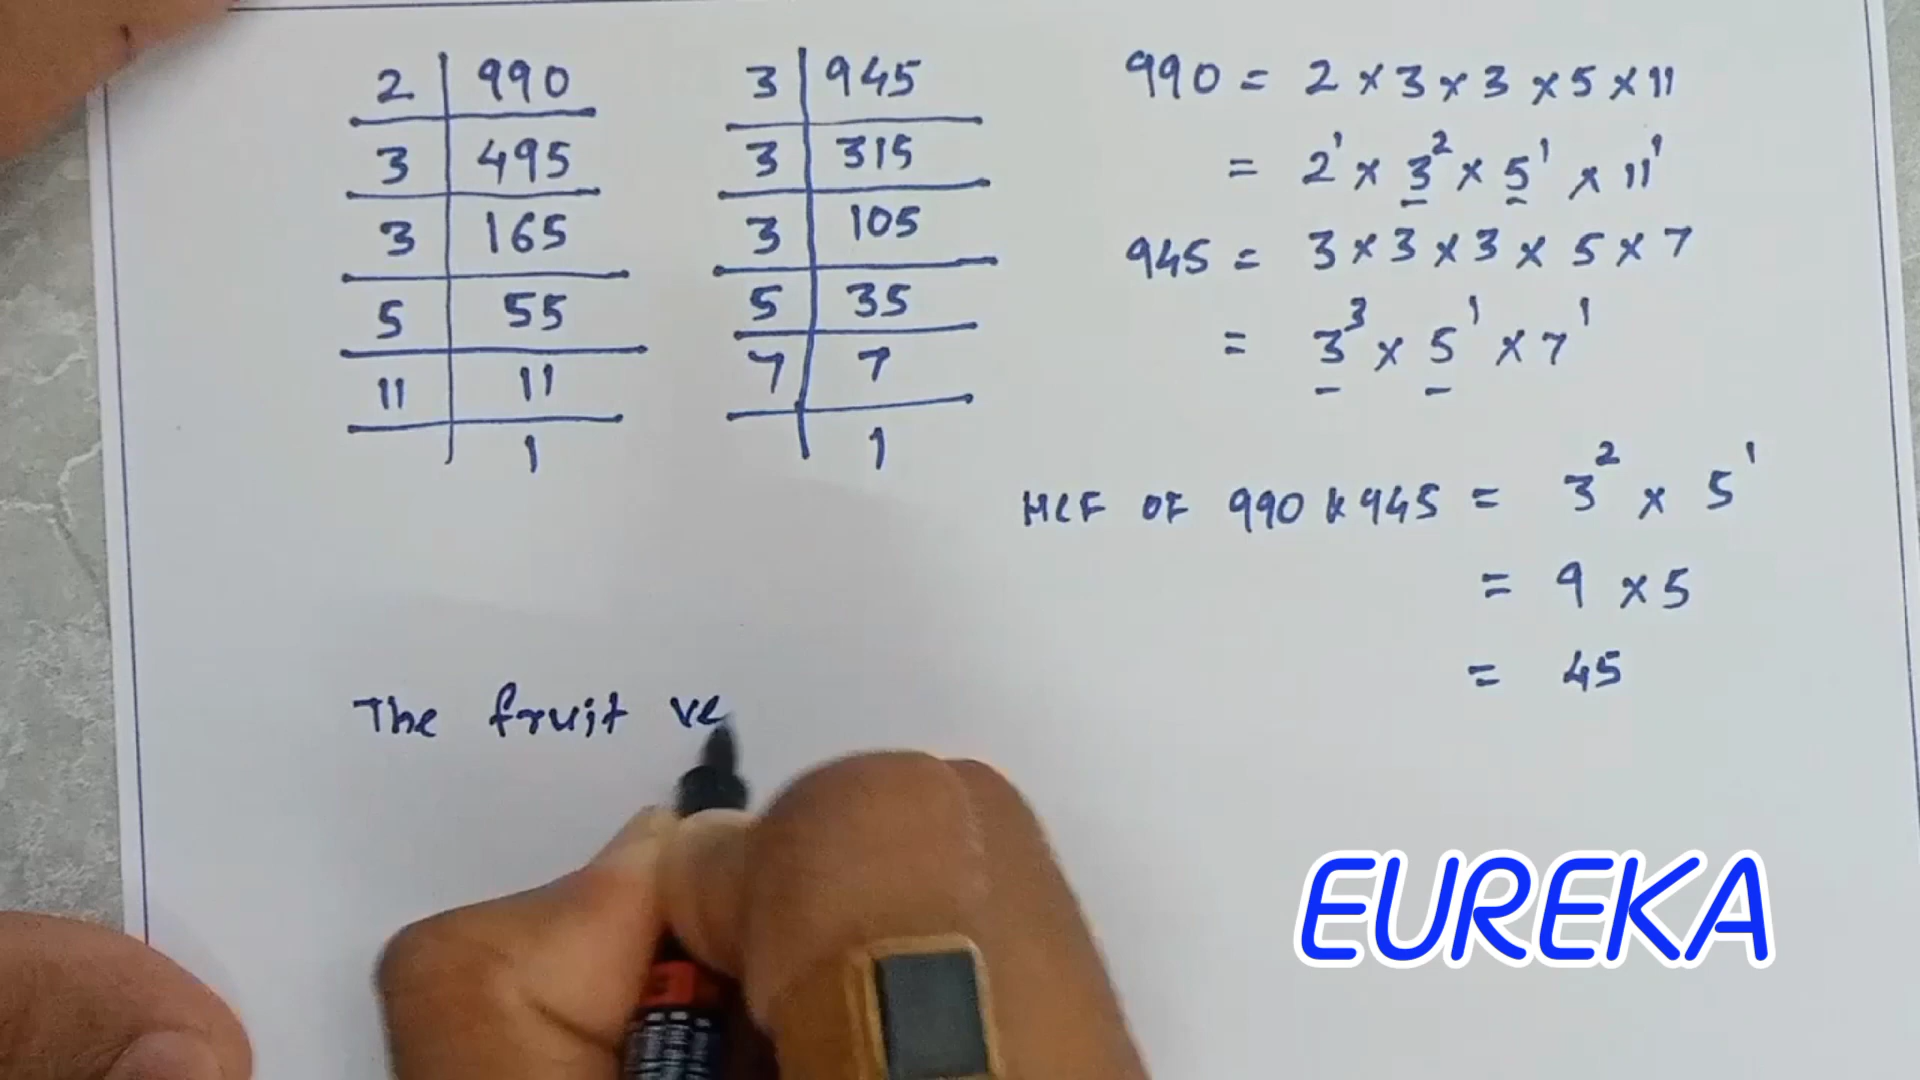 2 | 990
3 | 495
3 | 165
5 | 55
11 | 11
1
3 | 945
3 | 315
3 | 105
5 | 35
7 | 7
1
990 = 2 × 3 × 3 × 5 × 11
= 2¹ × 3² × 5¹ × 11¹
945 = 3 × 3 × 3 × 5 × 7
= 3³ × 5¹ × 7¹
HCF OF 990 & 945 = 3² × 5¹
= 9 × 5
= 45
The fruit ve
EUREKA